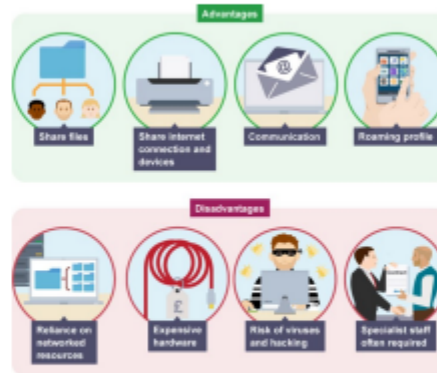 Advantages
Share files
Share internet
connection and
devices
Communication
Roaming profile
Disadvantages
Reliance on
networked
resources
Expensive
hardware
£
Risk of viruses
and hacking
Specialist staff
often required